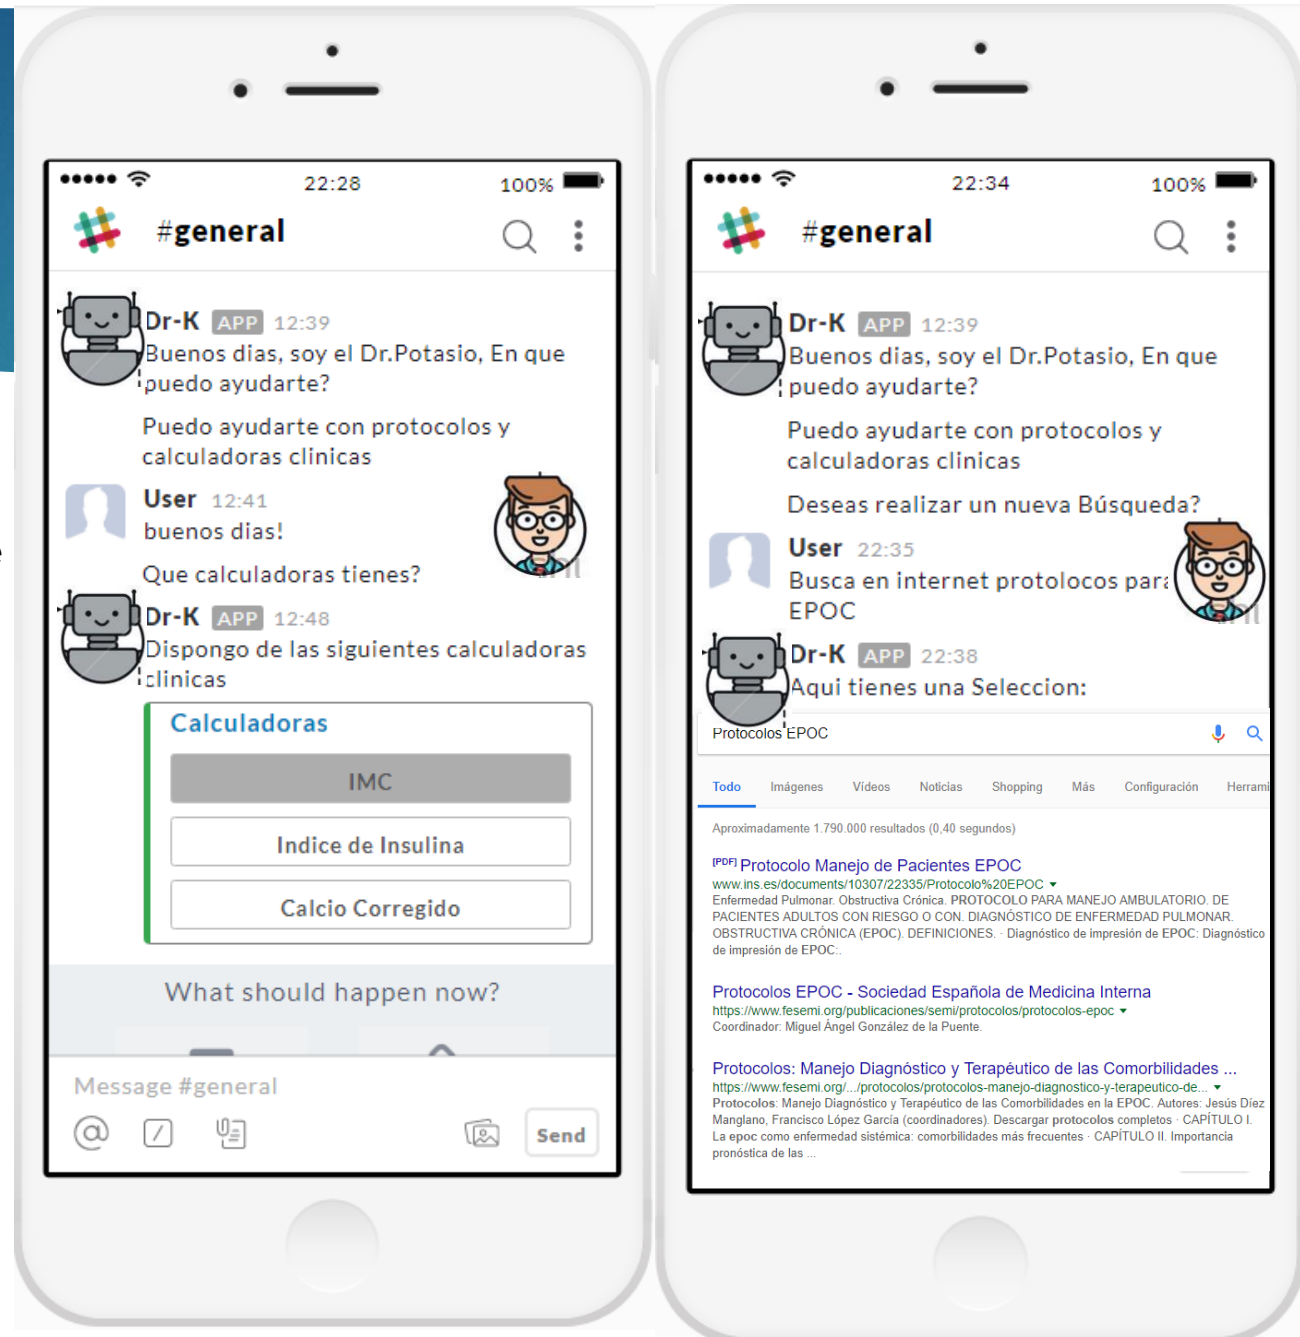 22:28
100%
#general
Dr-K APP 12:39
Buenos dias, soy el Dr.Potasio, En que
puedo ayudarte?
Puedo ayudarte con protocolos y
calculadoras clinicas
User 12:41
buenos dias!
Que calculadoras tienes?
Dr-K APP 12:48
Dispongo de las siguientes calculadoras
clinicas
Calculadoras
IMC
Indice de Insulina
Calcio Corregido
What should happen now?
Message #general
Send
22:34
100%
#general
Dr-K APP 12:39
Buenos dias, soy el Dr.Potasio, En que
puedo ayudarte?
Puedo ayudarte con protocolos y
calculadoras clinicas
Deseas realizar un nueva Búsqueda?
User 22:35
Busca en internet protolocos para
EPOC
Dr-K APP 22:38
Aqui tienes una Seleccion:
Protocolos EPOC
Todo Imágenes Vídeos Noticias Shopping Más Configuración Herrami
Aproximadamente 1.790.000 resultados (0,40 segundos)
[PDF] Protocolo Manejo de Pacientes EPOC
www.ins.es/documents/10307/22335/Protocolo%20EPOC
Enfermedad Pulmonar. Obstructiva Crónica. PROTOCOLO PARA MANEJO AMBULATORIO. DE
PACIENTES ADULTOS CON RIESGO O CON. DIAGNÓSTICO DE ENFERMEDAD PULMONAR.
OBSTRUCTIVA CRÓNICA (EPOC). DEFINICIONES. · Diagnóstico de impresión de EPOC: Diagnóstico
de impresión de EPOC:.
Protocolos EPOC - Sociedad Española de Medicina Interna
https://www.fesemi.org/publicaciones/semi/protocolos/protocolos-epoc
Coordinador: Miguel Ángel González de la Puente.
Protocolos: Manejo Diagnóstico y Terapéutico de las Comorbilidades ...
https://www.fesemi.org/.../protocolos/protocolos-manejo-diagnostico-y-terapeutico-de...
Protocolos: Manejo Diagnóstico y Terapéutico de las Comorbilidades en la EPOC. Autores: Jesús Díez
Manglano, Francisco López García (coordinadores). Descargar protocolos completos · CAPÍTULO I.
La epoc como enfermedad sistémica: comorbilidades más frecuentes · CAPÍTULO II. Importancia
pronóstica de las ...